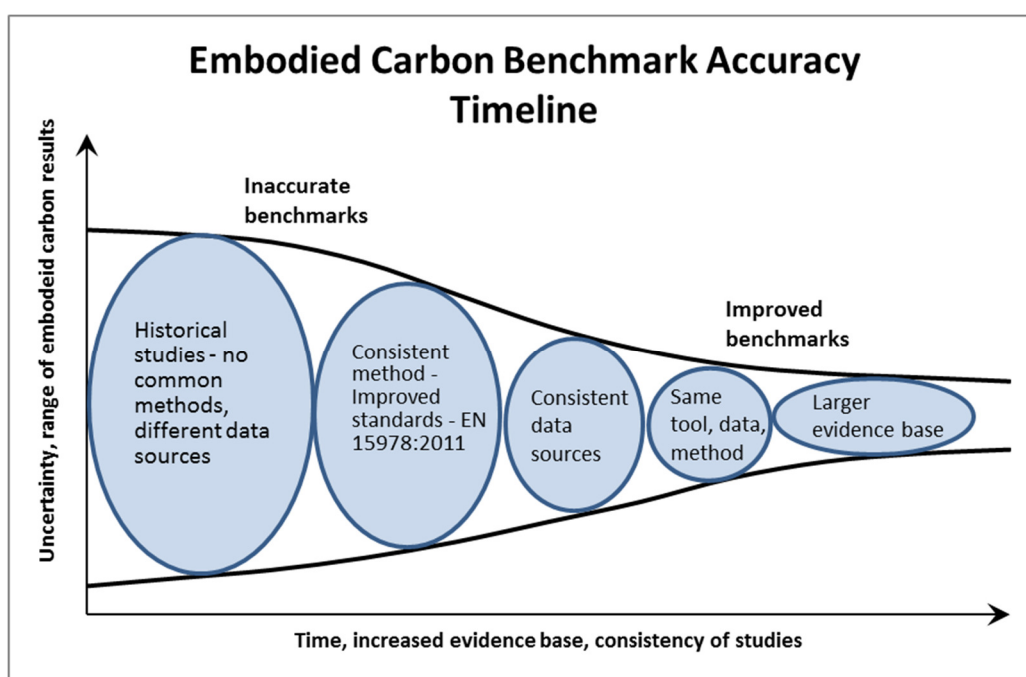 Embodied Carbon Benchmark Accuracy
Timeline
Uncertainty, range of embodeid carbon results
Inaccurate
benchmarks
Improved
benchmarks
Historical
studies - no
common
methods,
different data
sources
Consistent
method -
Improved
standards - EN
15978:2011
Consistent
data
sources
Same
tool, data,
method
Larger
evidence base
Time, increased evidence base, consistency of studies